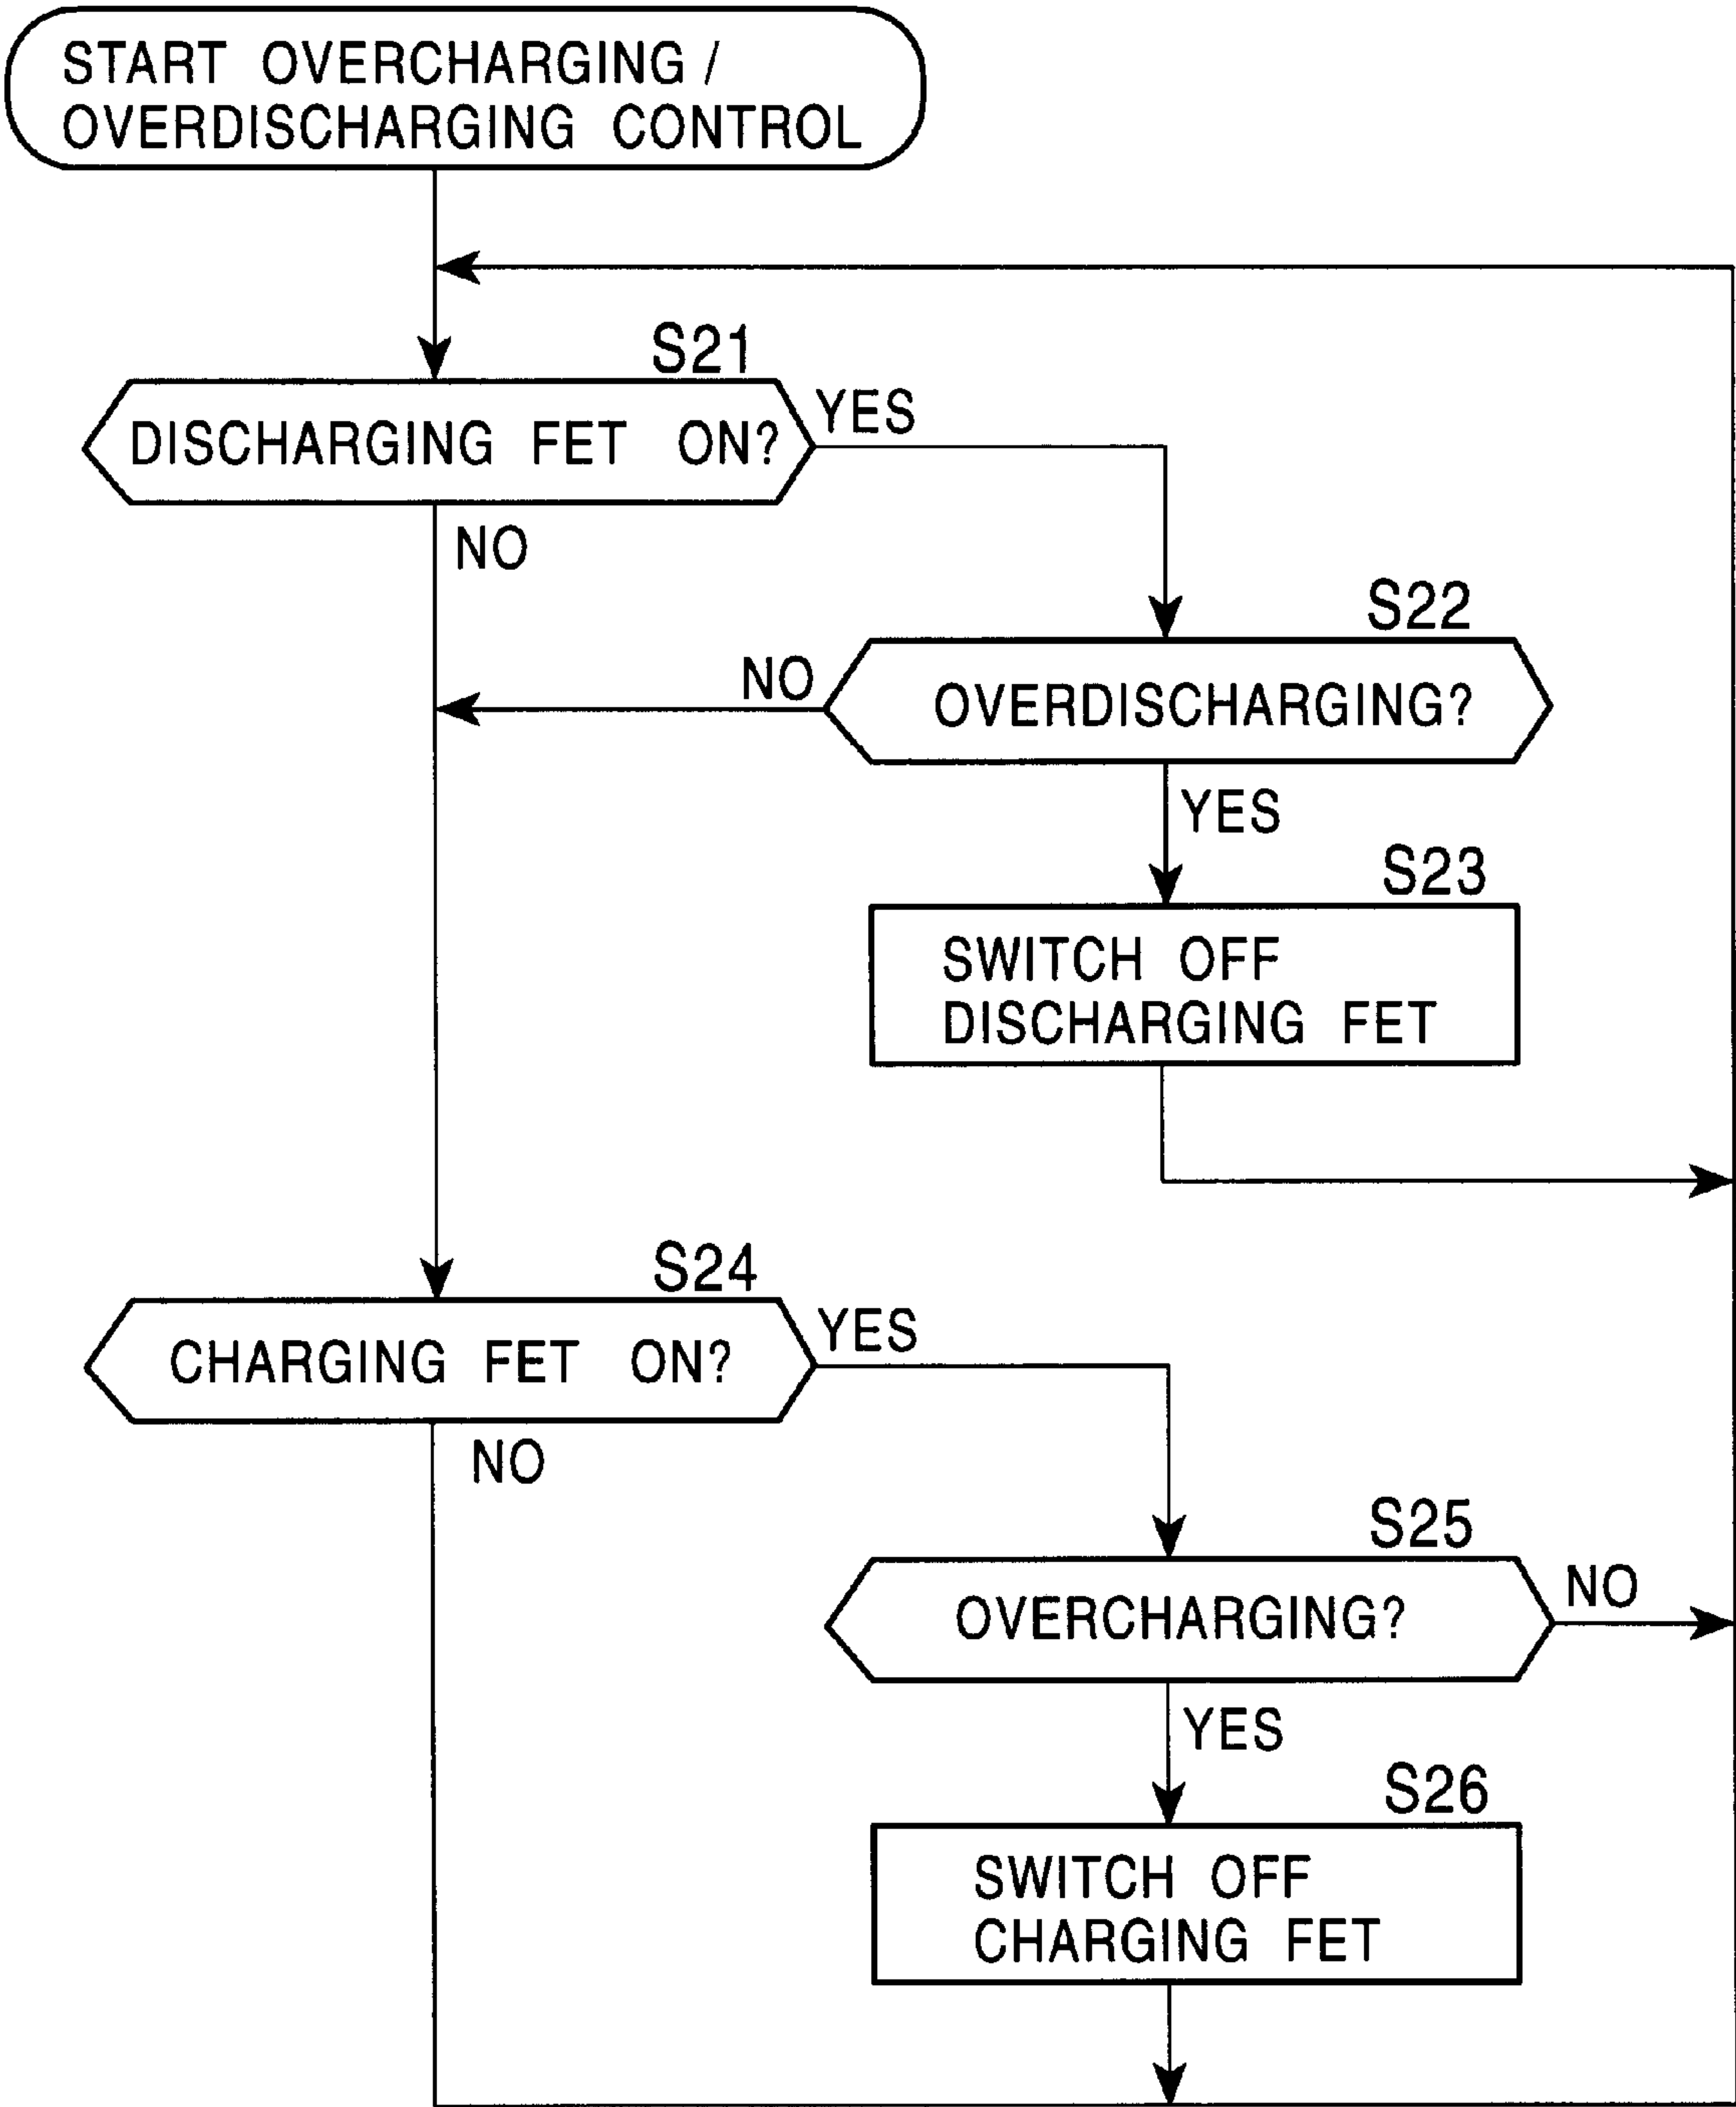 START OVERCHARGING /
OVERDISCHARGING CONTROL
S21
DISCHARGING FET ON?
YES
NO
S22
NO
OVERDISCHARGING?
YES
S23
SWITCH OFF
DISCHARGING FET
S24
CHARGING FET ON?
YES
NO
S25
OVERCHARGING?
NO
YES
S26
SWITCH OFF
CHARGING FET